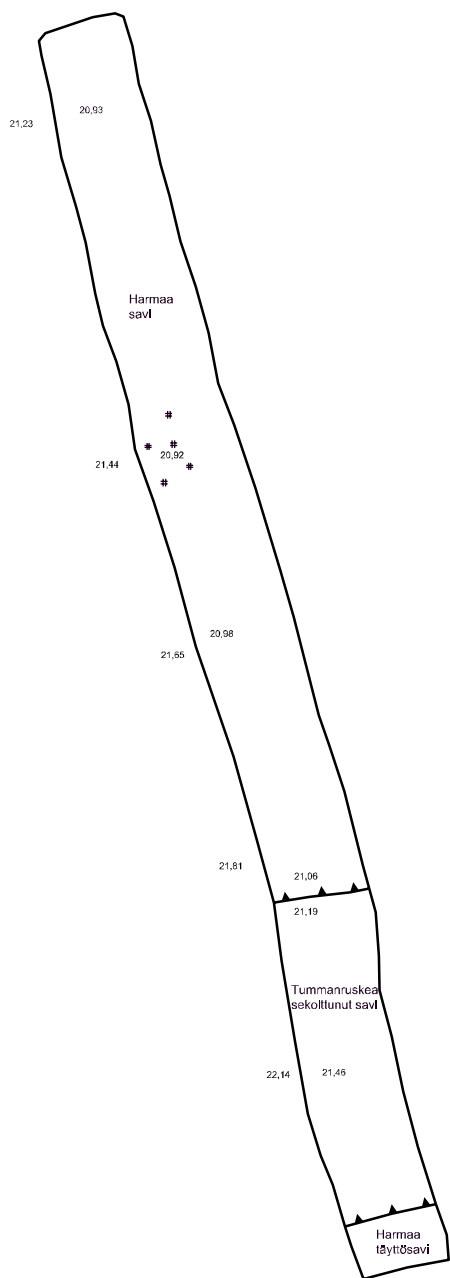 20,93
21,23
Harmaa
savi
#
#
#
20,92
21,44
#
#
20,98
21,65
21,81
21,06
21,19
Tummanruskea
sekoittunut savi
22,14
21,46
Harmaa
täyttösavi